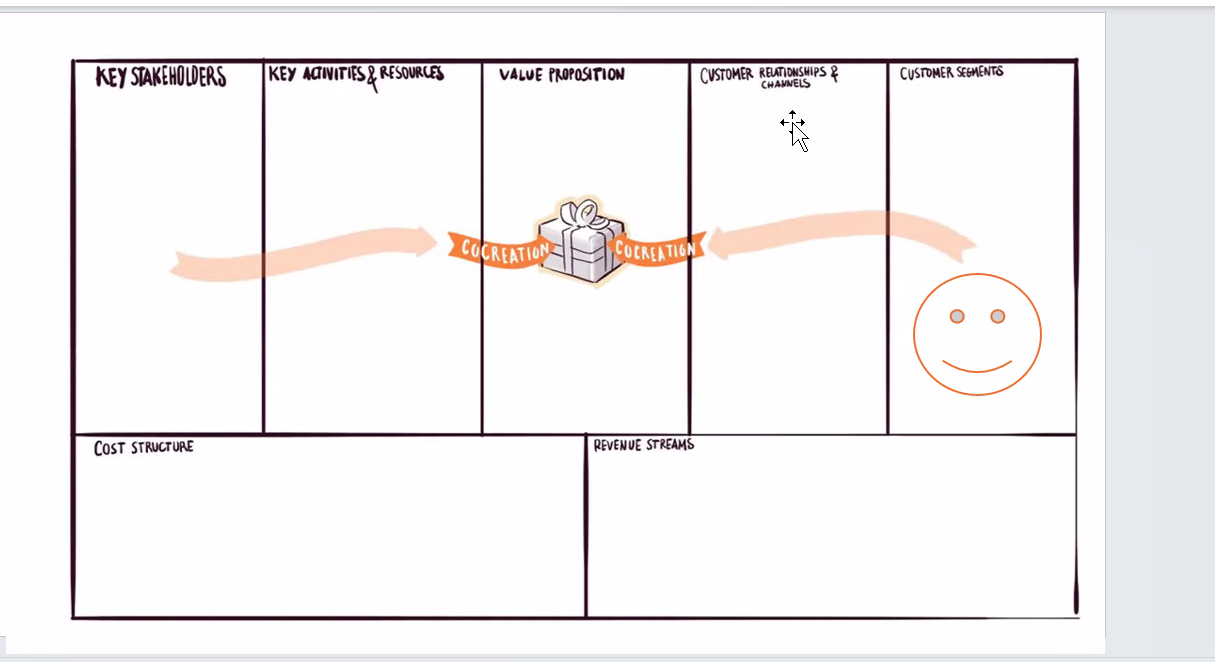 KEY STAKEHOLDERS
KEY ACTIVITIES & RESOURCES
VALUE PROPOSITION
CUSTOMER RELATIONSHIPS &
CHANNELS
CUSTOMER SEGMENTS
COCREATION
COCREATION
COST STRUCTURE
REVENUE STREAMS